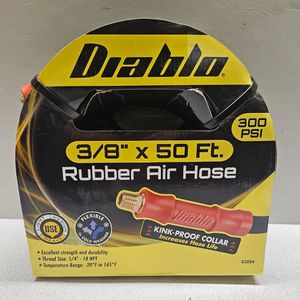 Diablo
300
PSI
3/8" x 50 Ft.
Rubber Air Hose
USE
FLEXIBLE
Diablo
KINK-PROOF COLLAR
Increases Hose Life
• Excellent strength and durability
• Thread Size: 1/4" - 18 NPT
• Temperature Range: -20°F to 165°F